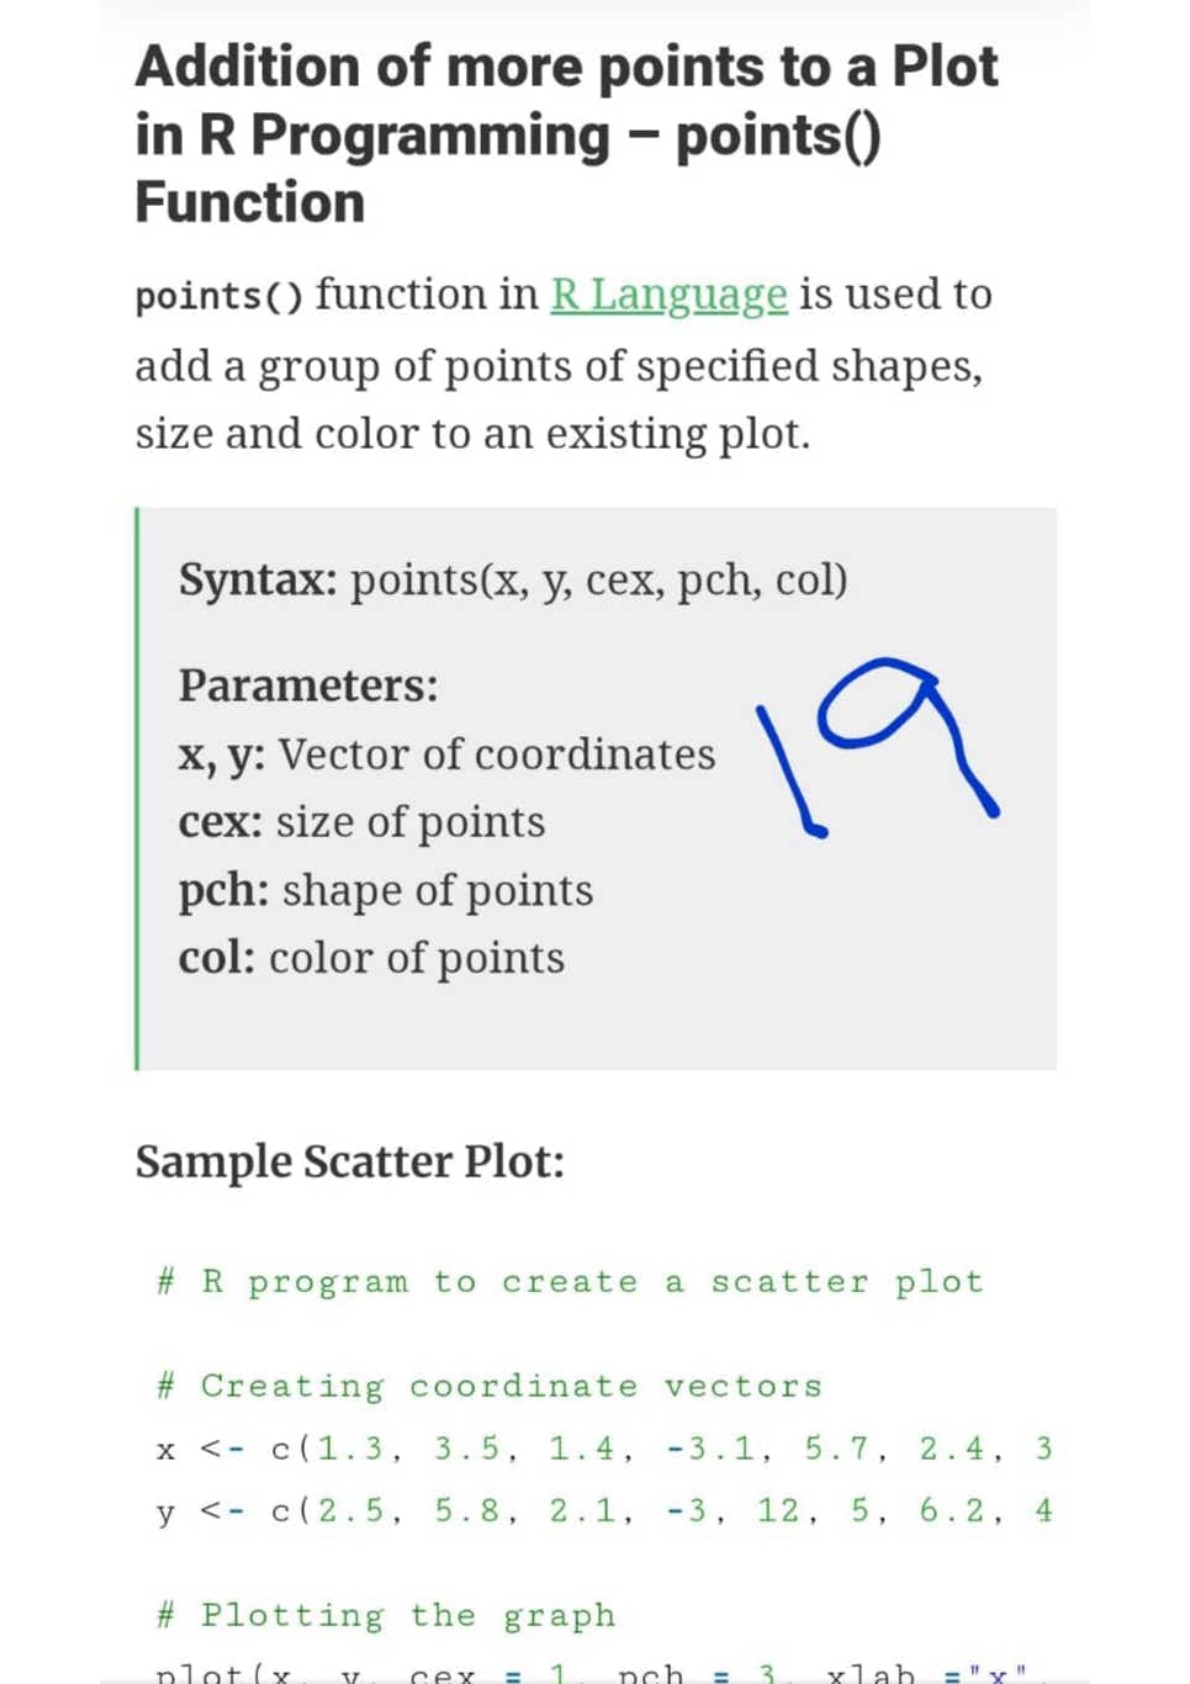 Addition of more points to a Plot
in R Programming – points()
Function
points() function in R Language is used to
add a group of points of specified shapes,
size and color to an existing plot.
Syntax: points(x, y, cex, pch, col)
Parameters:
x, y: Vector of coordinates
cex: size of points
pch: shape of points
col: color of points
19
Sample Scatter Plot:
# R program to create a scatter plot
# Creating coordinate vectors
x <- c(1.3, 3.5, 1.4, -3.1, 5.7, 2.4, 3
y <- c(2.5, 5.8, 2.1, -3, 12, 5, 6.2, 4
# Plotting the graph
plot(x, y, cex = 1, pch = 3, xlab ="x",